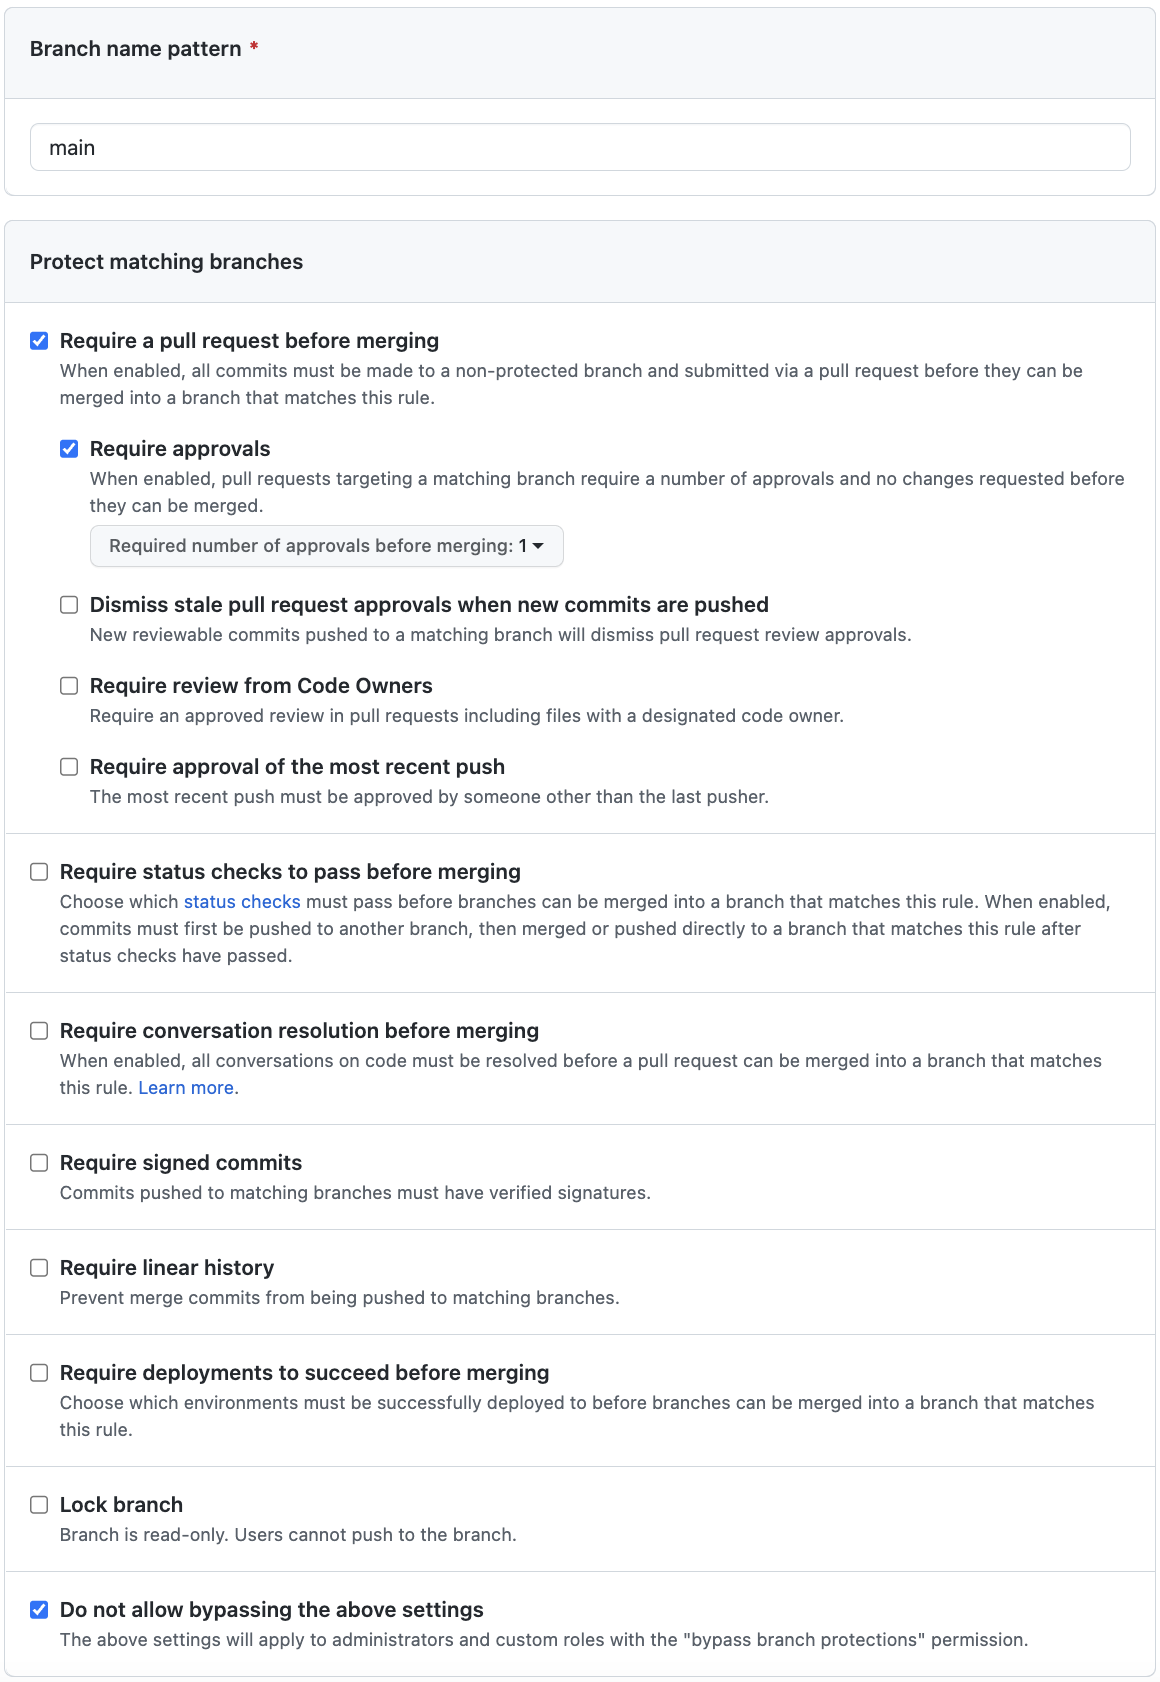 Branch name pattern *
main
Protect matching branches
Require a pull request before merging
When enabled, all commits must be made to a non-protected branch and submitted via a pull request before they can be
merged into a branch that matches this rule.
Require approvals
When enabled, pull requests targeting a matching branch require a number of approvals and no changes requested before
they can be merged.
Required number of approvals before merging: 1
Dismiss stale pull request approvals when new commits are pushed
New reviewable commits pushed to a matching branch will dismiss pull request review approvals.
Require review from Code Owners
Require an approved review in pull requests including files with a designated code owner.
Require approval of the most recent push
The most recent push must be approved by someone other than the last pusher.
Require status checks to pass before merging
Choose which status checks must pass before branches can be merged into a branch that matches this rule. When enabled,
commits must first be pushed to another branch, then merged or pushed directly to a branch that matches this rule after
status checks have passed.
Require conversation resolution before merging
When enabled, all conversations on code must be resolved before a pull request can be merged into a branch that matches
this rule. Learn more.
Require signed commits
Commits pushed to matching branches must have verified signatures.
Require linear history
Prevent merge commits from being pushed to matching branches.
Require deployments to succeed before merging
Choose which environments must be successfully deployed to before branches can be merged into a branch that matches
this rule.
Lock branch
Branch is read-only. Users cannot push to the branch.
Do not allow bypassing the above settings
The above settings will apply to administrators and custom roles with the "bypass branch protections" permission.